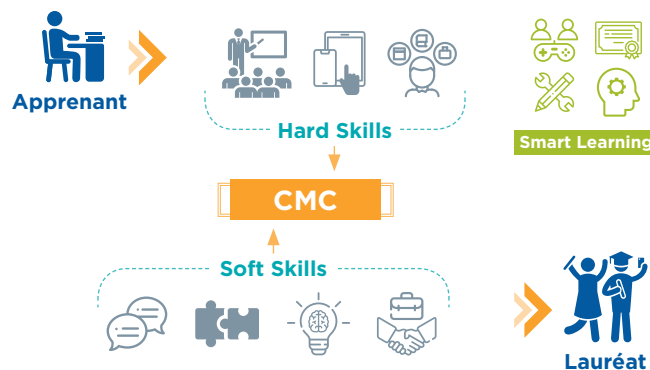 Apprenant
Hard Skills
Smart Learning
CMC
Soft Skills
Lauréat